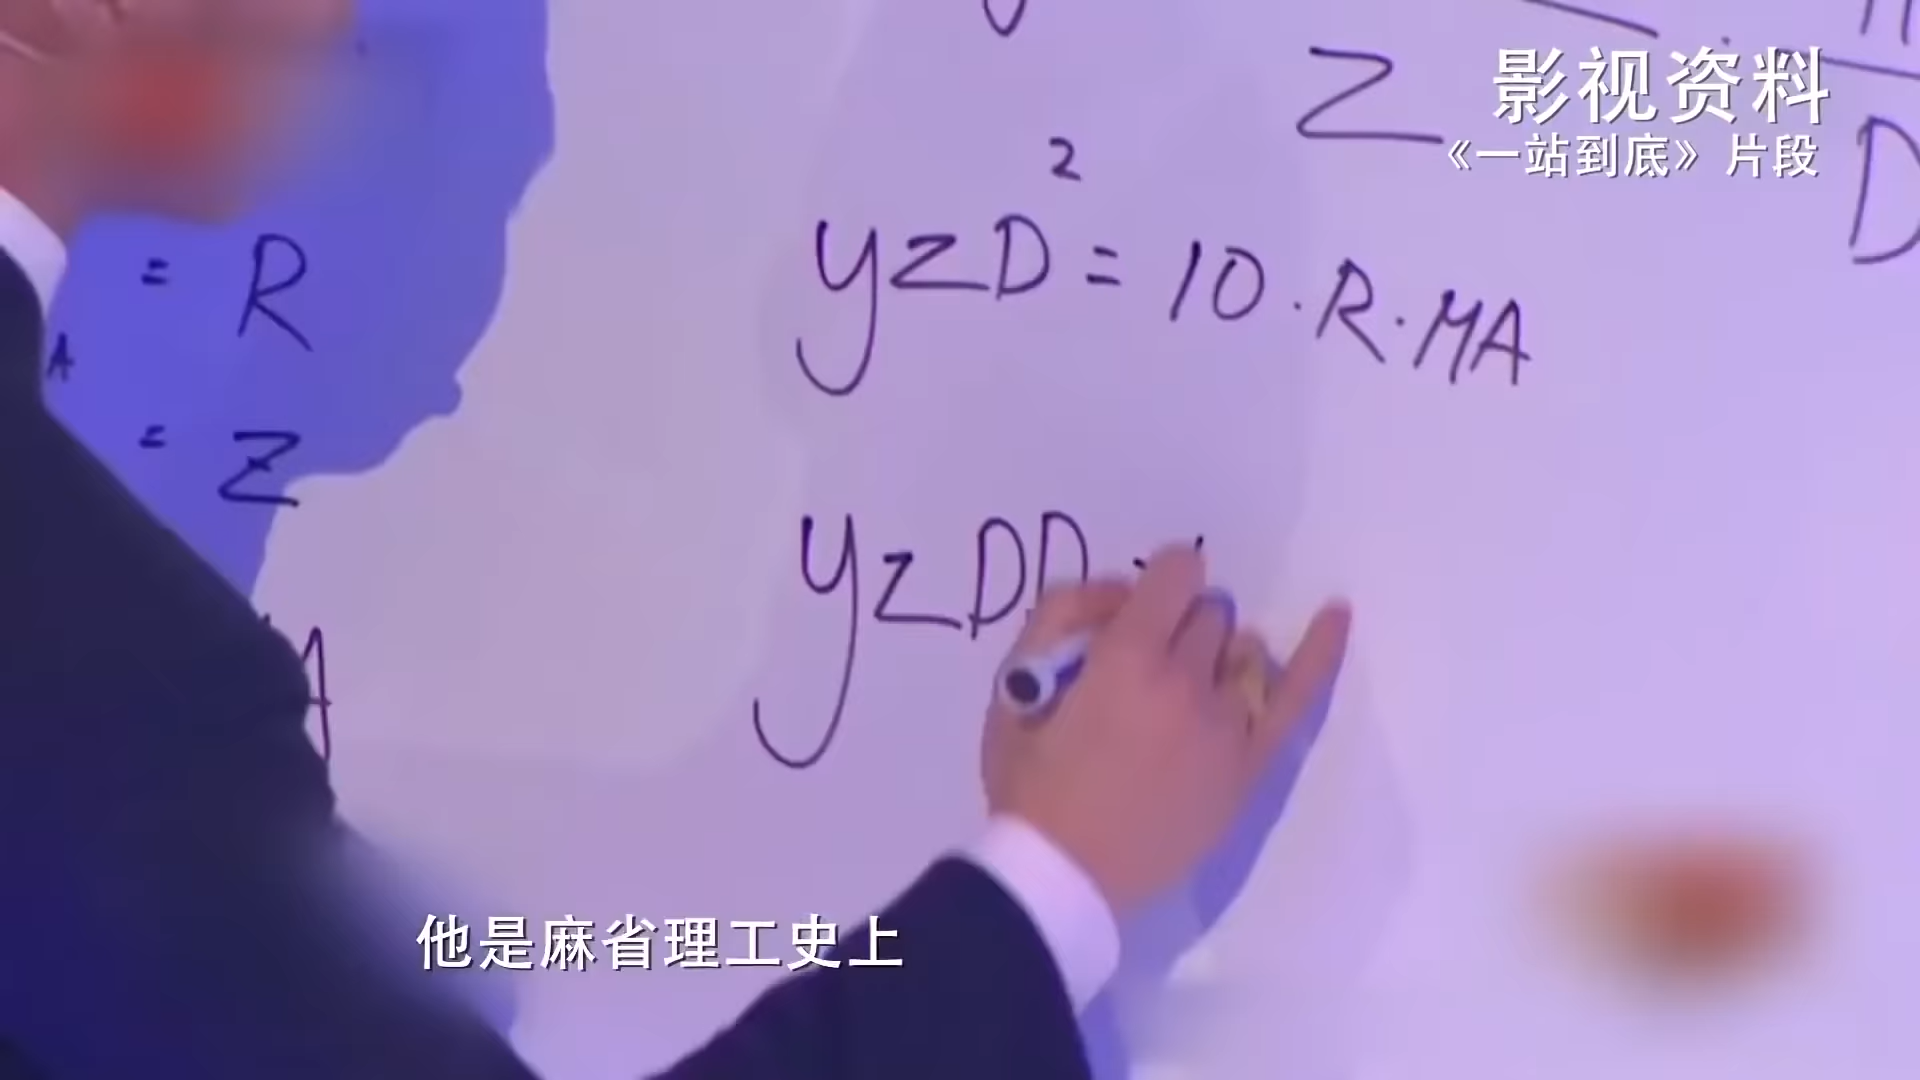 影视资料
《一站到底》片段
Z
D
2
yzD = 10 · R · MA
= R
A
= Z
yzDD
A
他是麻省理工史上